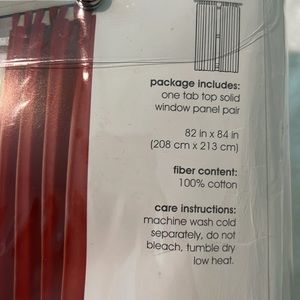 package includes:
one tab top solid
window panel pair
82 in x 84 in
(208 cm x 213 cm)
fiber content:
100% cotton
care instructions:
machine wash cold
separately, do not
bleach, tumble dry
low heat.